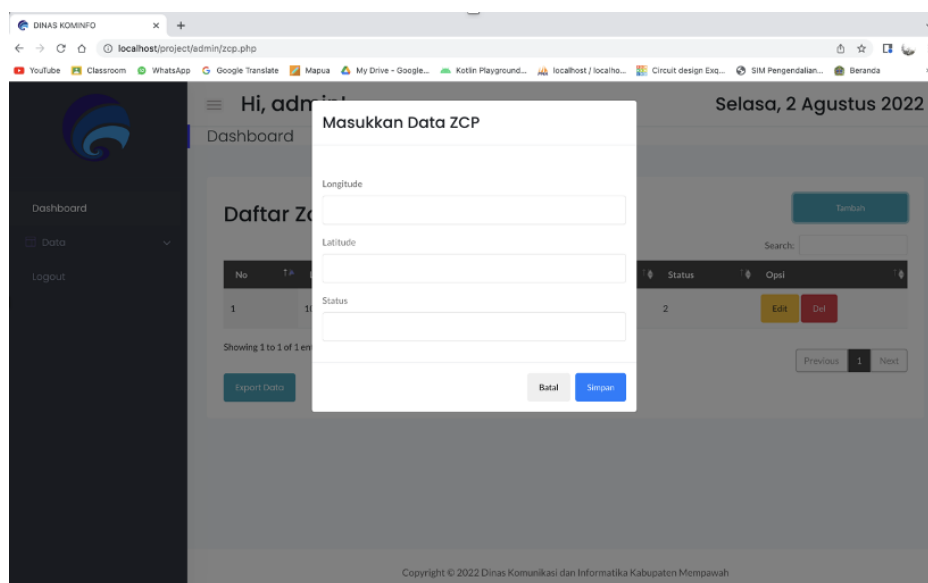 DINAS KOMINFO
localhost/project/admin/zcp.php
YouTube Classroom WhatsApp Google Translate Mapua My Drive - Google... Kotlin Playground... localhost / localho... Circuit design Exq... SIM Pengendalian... Beranda
Hi, admin!
Selasa, 2 Agustus 2022
Dashboard
Masukkan Data ZCP
Longitude
Latitude
Status
Batal Simpan
Dashboard
Data
Logout
Daftar
Tambah
Search:
No Status Opsi
1 2 Edit Del
Showing 1 to 1 of 1
Previous 1 Next
Export Data
Copyright © 2022 Dinas Komunikasi dan Informatika Kabupaten Mempawah